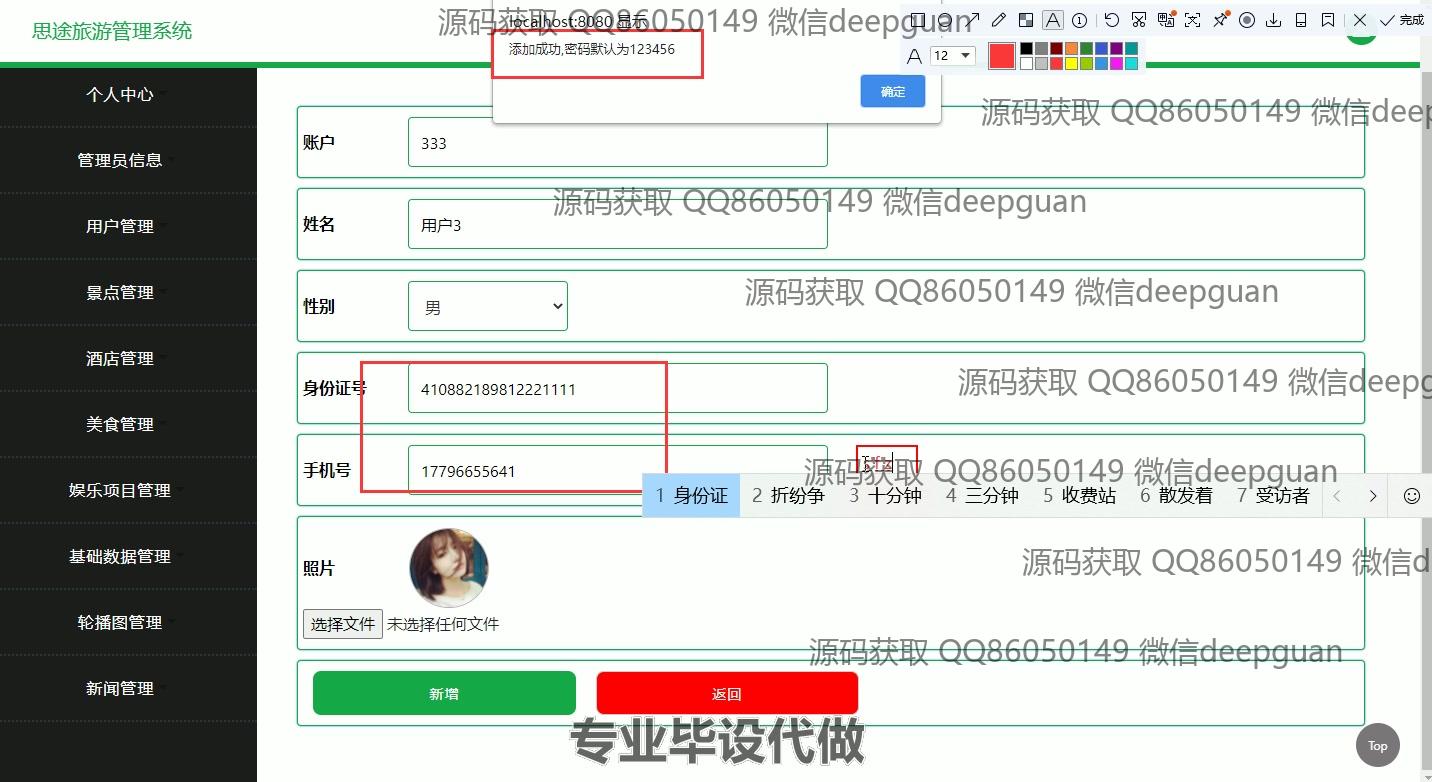 思途旅游管理系统
localhost:8080 显示
添加成功,密码默认为123456
确定
完成
12
源码获取 QQ86050149 微信deepguan
个人中心
管理员信息
用户管理
景点管理
酒店管理
美食管理
娱乐项目管理
基础数据管理
轮播图管理
新闻管理
源码获取 QQ86050149 微信deep
账户
333
源码获取 QQ86050149 微信deepguan
姓名
用户3
源码获取 QQ86050149 微信deepguan
性别
男
源码获取 QQ86050149 微信deepg
身份证号
410882189812221111
手机号
17796655641
源码获取 QQ86050149 微信deepguan
1 身份证 2 折纷争 3 十分钟 4 三分钟 5 收费站 6 散发着 7 受访者
源码获取 QQ86050149 微信d
照片
选择文件 未选择任何文件
源码获取 QQ86050149 微信deepguan
新增
返回
专业毕设代做
Top